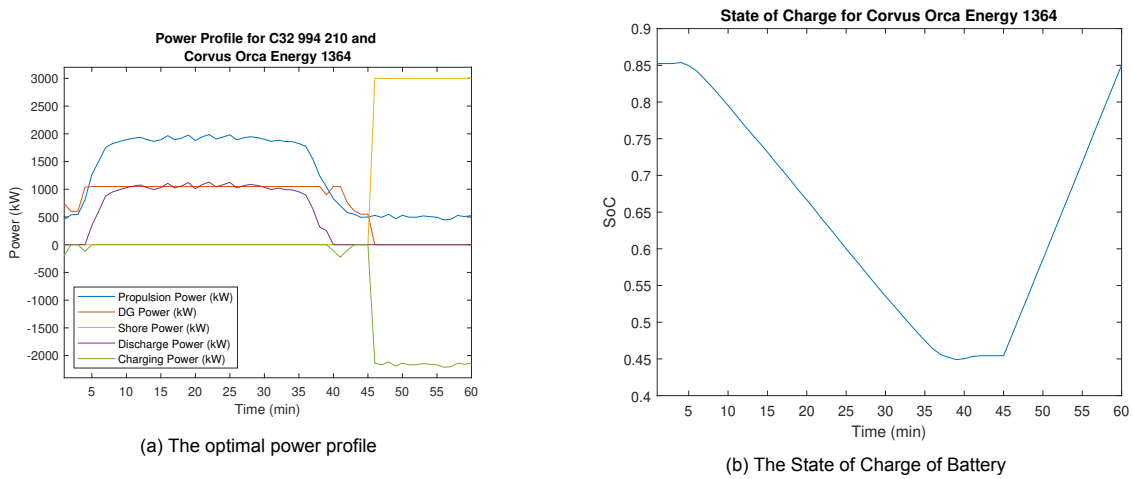 Power Profile for C32 994 210 and
Corvus Orca Energy 1364
3000
2500
2000
1500
1000
500
0
-500
-1000
-1500
-2000
Power (kW)
Propulsion Power (kW)
DG Power (kW)
Shore Power (kW)
Discharge Power (kW)
Charging Power (kW)
5 10 15 20 25 30 35 40 45 50 55 60
Time (min)
(a) The optimal power profile
State of Charge for Corvus Orca Energy 1364
0.9
0.85
0.8
0.75
0.7
0.65
0.6
0.55
0.5
0.45
0.4
SoC
5 10 15 20 25 30 35 40 45 50 55 60
Time (min)
(b) The State of Charge of Battery